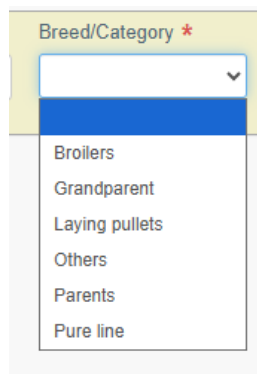 Breed/Category *
Broilers
Grandparent
Laying pullets
Others
Parents
Pure line